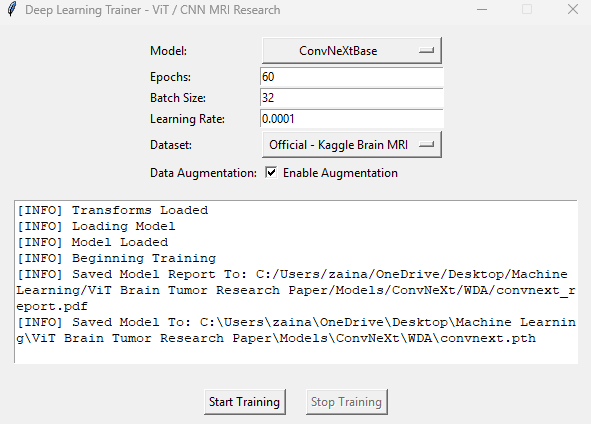 Deep Learning Trainer - ViT / CNN MRI Research
Model: ConvNeXtBase
Epochs: 60
Batch Size: 32
Learning Rate: 0.0001
Dataset: Official - Kaggle Brain MRI
Data Augmentation: Enable Augmentation
[INFO] Transforms Loaded
[INFO] Loading Model
[INFO] Model Loaded
[INFO] Beginning Training
[INFO] Saved Model Report To: C:/Users/zaina/OneDrive/Desktop/Machine
Learning/ViT Brain Tumor Research Paper/Models/ConvNeXt/WDA/convnext_r
eport.pdf
[INFO] Saved Model To: C:\Users\zaina\OneDrive\Desktop\Machine Learnin
g\ViT Brain Tumor Research Paper\Models\ConvNeXt\WDA\convnext.pth
Start Training Stop Training